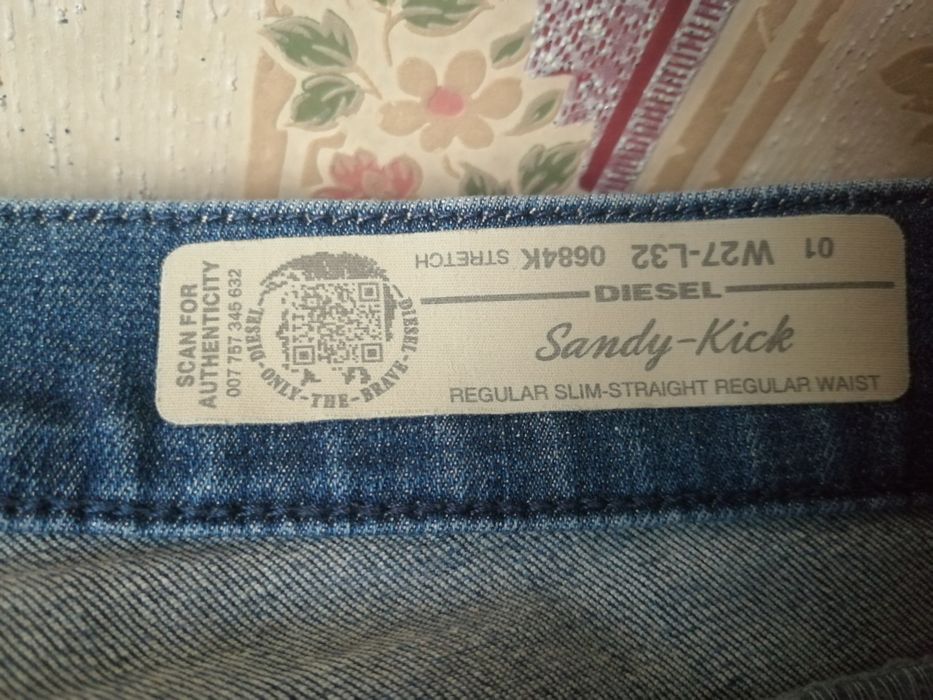 SCAN FOR
AUTHENTICITY
007 757 345 632
DIESEL-ONLY-THE-BRAVE-DIESEL
01 W27-L32 0684K STRETCH
DIESEL
Sandy-Kick
REGULAR SLIM-STRAIGHT REGULAR WAIST